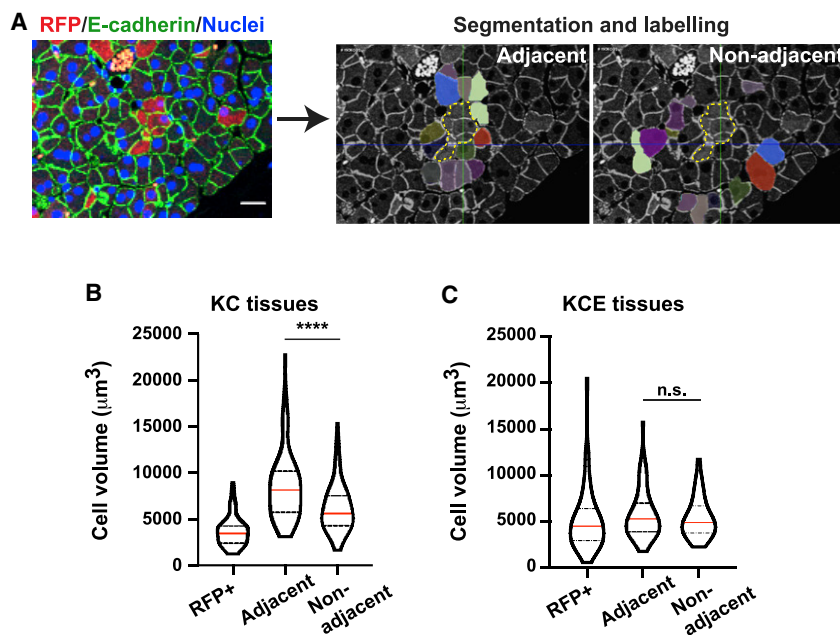 A
RFP/E-cadherin/Nuclei
Segmentation and labelling
Adjacent
Non-adjacent
B
KC tissues
****
Cell volume (μm³)
25000
20000
15000
10000
5000
0
RFP+
Adjacent
Non-
adjacent
C
KCE tissues
n.s.
Cell volume (μm³)
25000
20000
15000
10000
5000
0
RFP+
Adjacent
Non-
adjacent